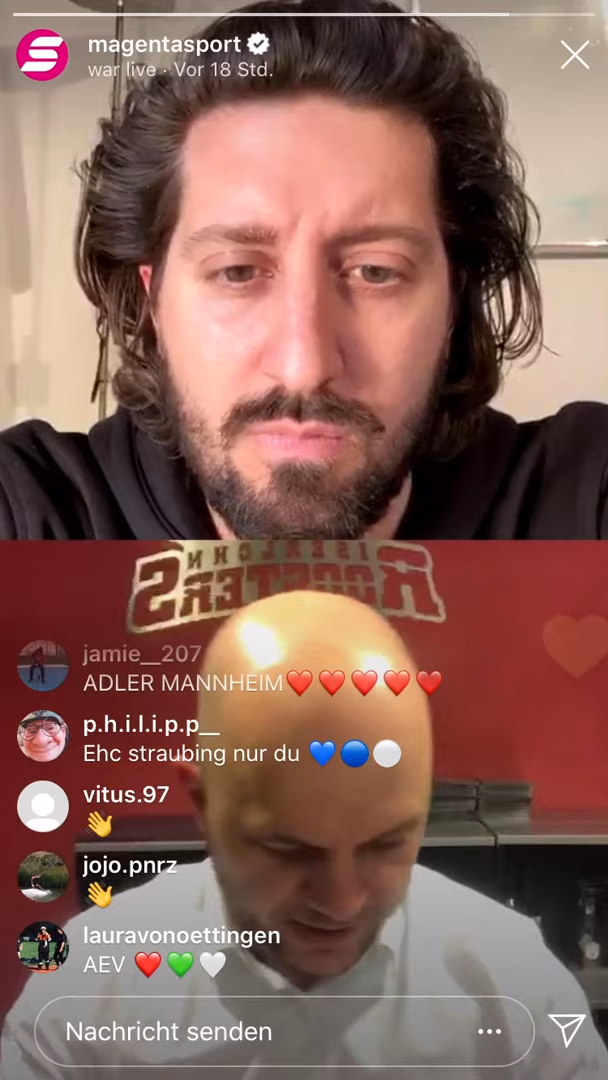 magentasport
war live · Vor 18 Std.
ISERLOHN
ROOSTERS
jamie__207
ADLER MANNHEIM❤️❤️❤️❤️❤️
p.h.i.l.i.p.p__
Ehc straubing nur du 💙🔵⚪
vitus.97
👋
jojo.pnrz
👋
lauravonoettingen
AEV ❤️💚🤍
Nachricht senden